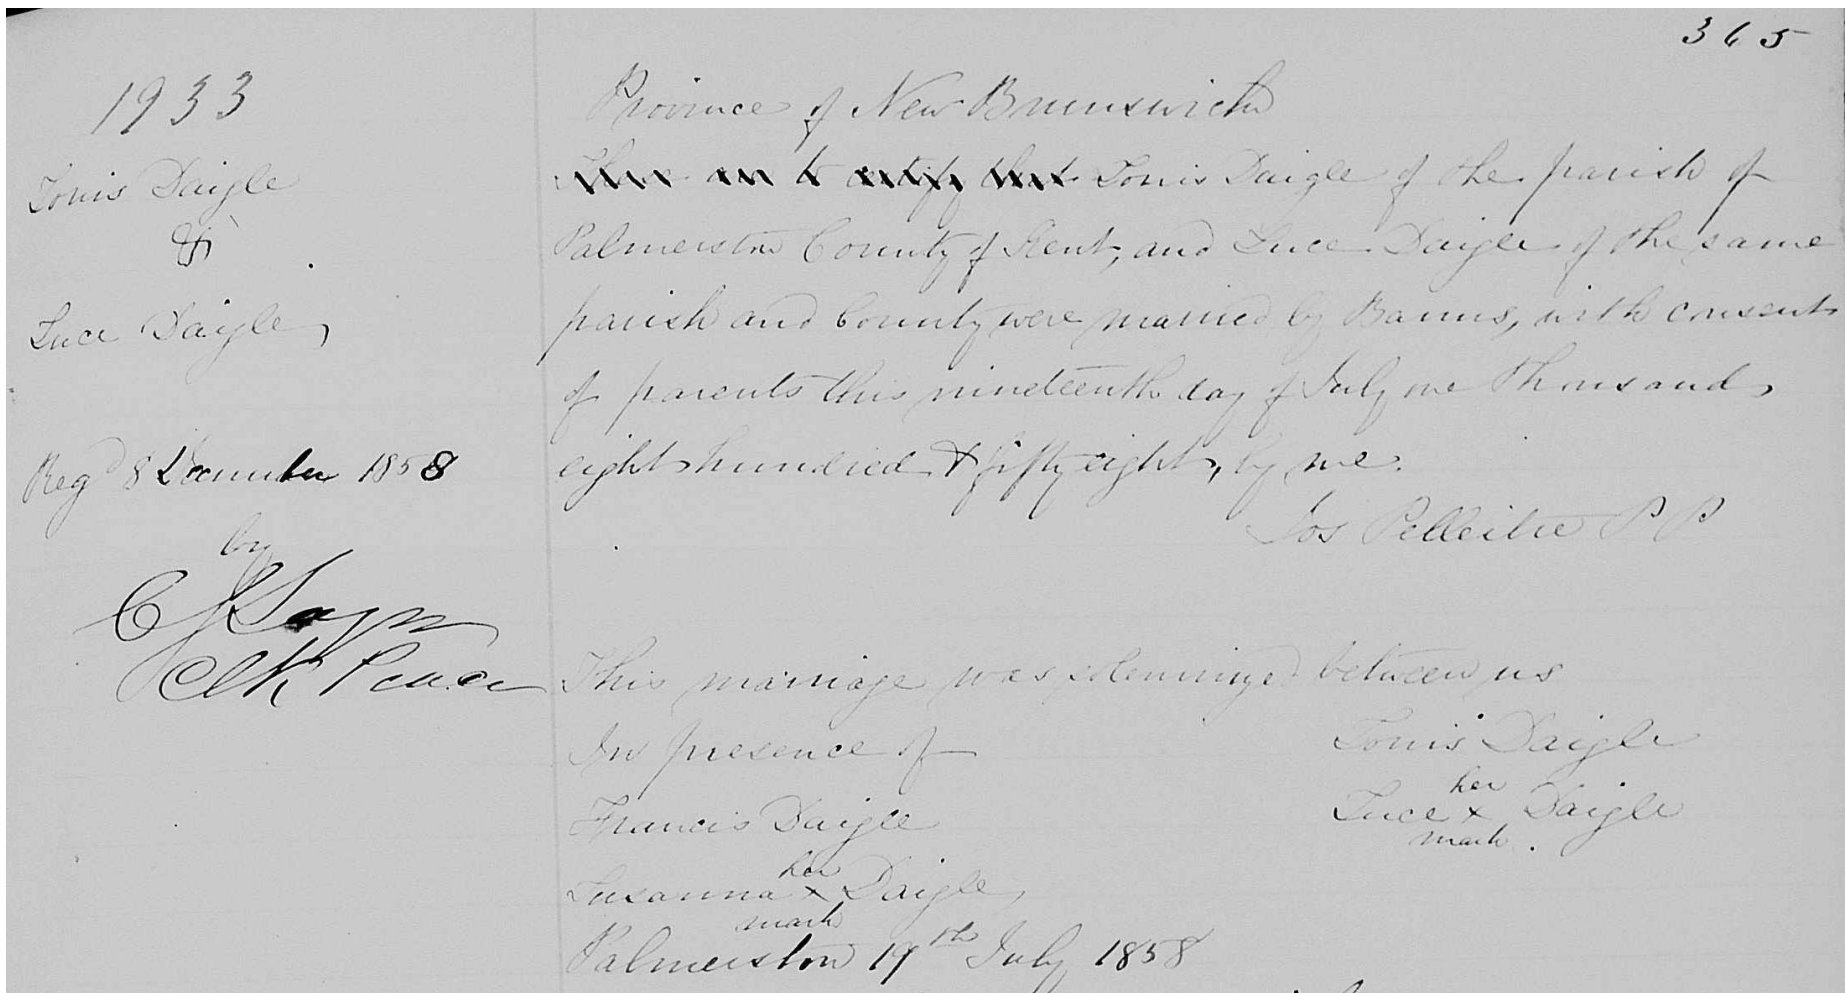 365
1933
Louis Daigle
&
Luce Daigle
Regd 8 December 1858
by
Clk Peace
Province of New Brunswick
This is to certify that Louis Daigle of the parish of
Palmerston County of Kent, and Luce Daigle of the same
parish and County were married by Banns, with consent
of parents this nineteenth day of July one thousand
eight hundred & fifty eight, by me.
Jos Pelletier P P
This marriage was solemnized between us
In presence of
Louis Daigle
her
Luce x Daigle
mark.
Francis Daigle
her
Susanna x Daigle,
mark
Palmerston 19th July 1858